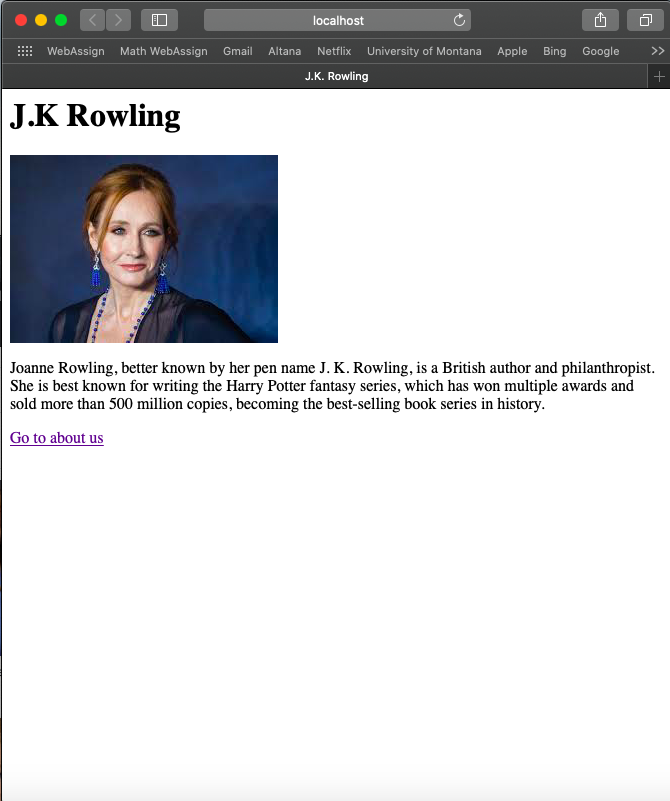 localhost
WebAssign Math WebAssign Gmail Altana Netflix University of Montana Apple Bing Google >>
J.K. Rowling +
J.K Rowling
Joanne Rowling, better known by her pen name J. K. Rowling, is a British author and philanthropist.
She is best known for writing the Harry Potter fantasy series, which has won multiple awards and
sold more than 500 million copies, becoming the best-selling book series in history.
Go to about us